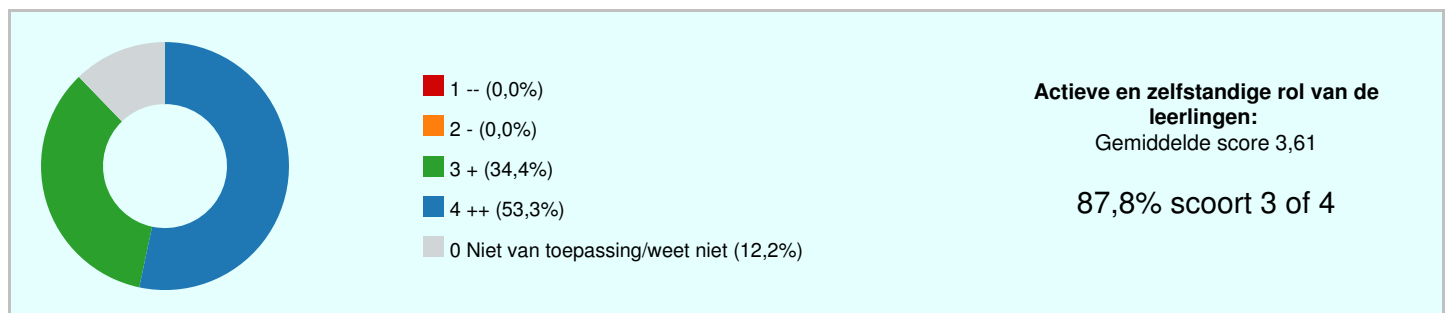 1 -- (0,0%)
2 - (0,0%)
3 + (34,4%)
4 ++ (53,3%)
0 Niet van toepassing/weet niet (12,2%)
Actieve en zelfstandige rol van de
leerlingen:
Gemiddelde score 3,61
87,8% scoort 3 of 4